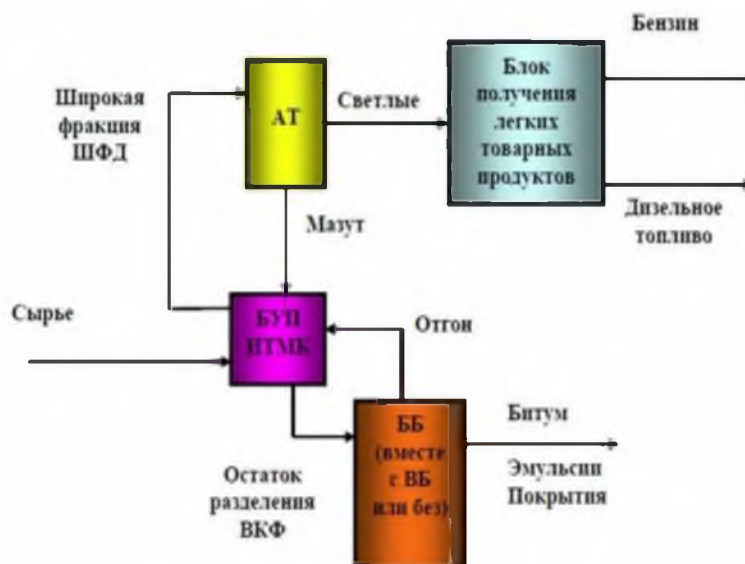 Бензин
Блок
получения
легких
товарных
продуктов
Широкая
фракция
ШФД
АТ
Светлые
Дизельное
топливо
Мазут
Сырье
БУП
ИТМК
Отгон
ББ
(вместе
с ВБ
или без)
Битум
Эмульсии
Покрытия
Остаток
разделения
ВКФ